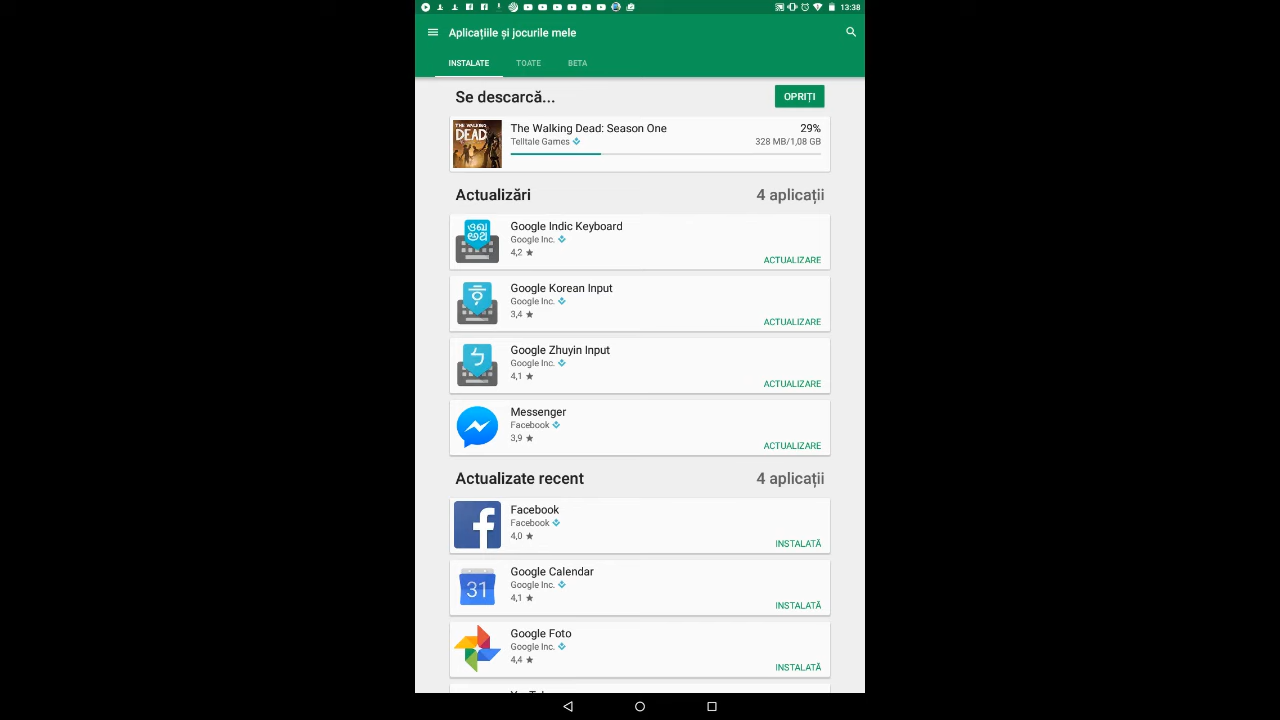 13:38
Aplicațiile și jocurile mele
INSTALATE TOATE BETA
Se descarcă... OPRIȚI
THE WALKING DEAD
The Walking Dead: Season One 29%
Telltale Games 328 MB/1,08 GB
Actualizări 4 aplicații
Google Indic Keyboard
Google Inc.
4,2 ★
ACTUALIZARE
Google Korean Input
Google Inc.
3,4 ★
ACTUALIZARE
Google Zhuyin Input
Google Inc.
4,1 ★
ACTUALIZARE
Messenger
Facebook
3,9 ★
ACTUALIZARE
Actualizate recent 4 aplicații
Facebook
Facebook
4,0 ★
INSTALATĂ
31
Google Calendar
Google Inc.
4,1 ★
INSTALATĂ
Google Foto
Google Inc.
4,4 ★
INSTALATĂ